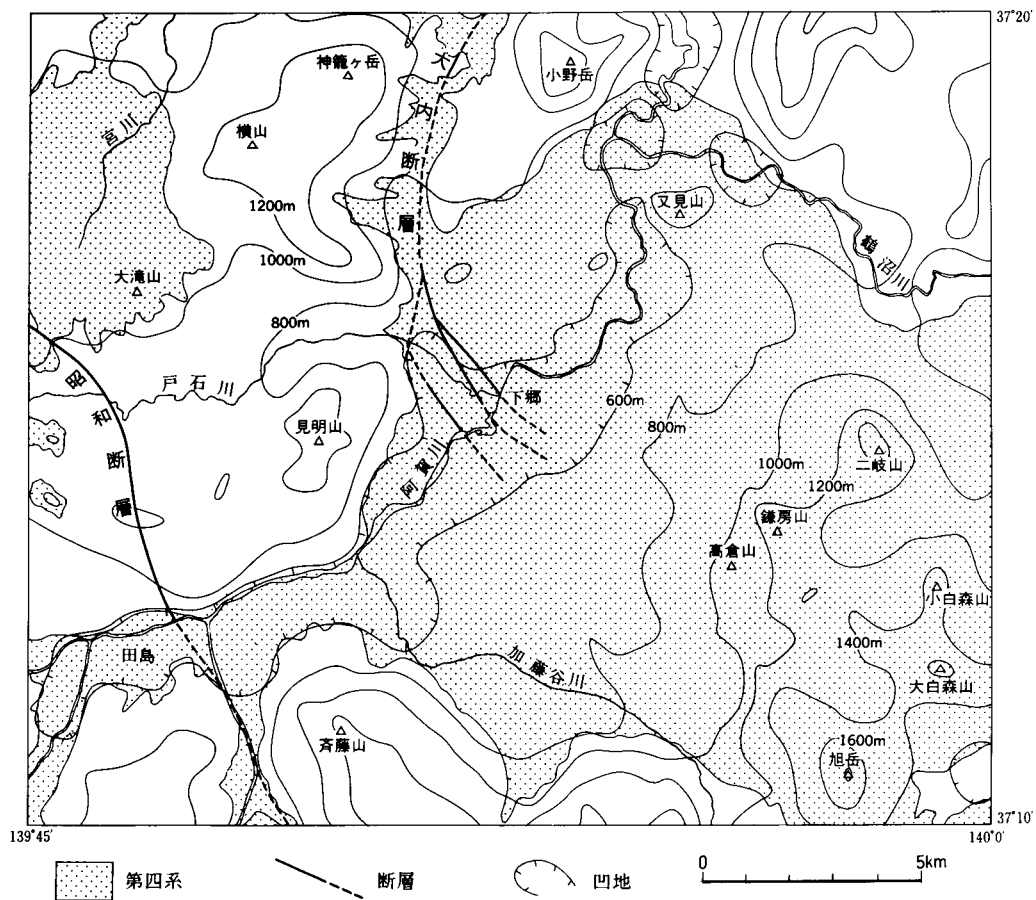 37°20′
神籠ヶ岳
小野岳
大内断層
宮川
横山
又見山
1200m
鶴沼川
1000m
大滝山
800m
昭和断層
戸石川
下郷
600m
800m
見明山
阿賀川
1000m
二岐山
1200m
鎌房山
高倉山
小白森山
田島
加藤谷川
1400m
大白森山
斉藤山
1600m
旭岳
37°10′
139°45′
140°0′
第四系
断層
凹地
0
5km